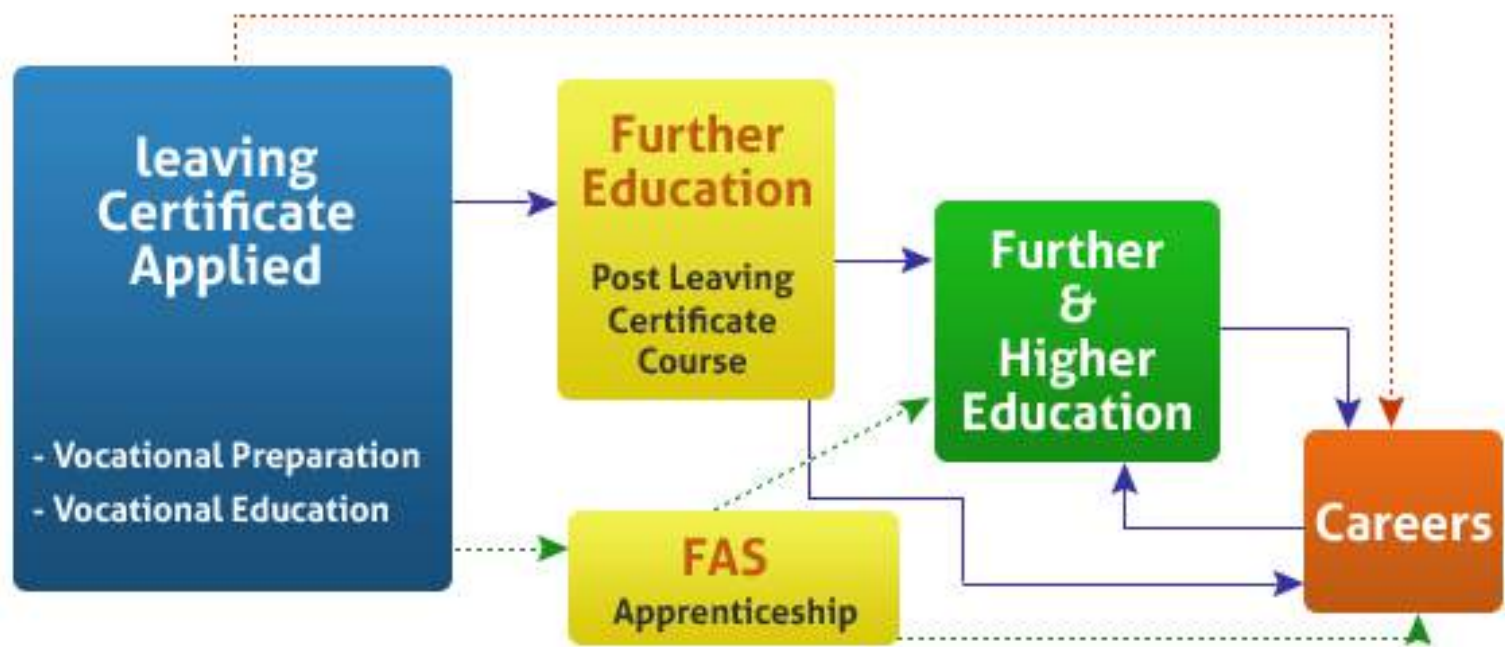 leaving
Certificate
Applied
- Vocational Preparation
- Vocational Education
Further
Education
Post Leaving
Certificate
Course
FAS
Apprenticeship
Further
&
Higher
Education
Careers